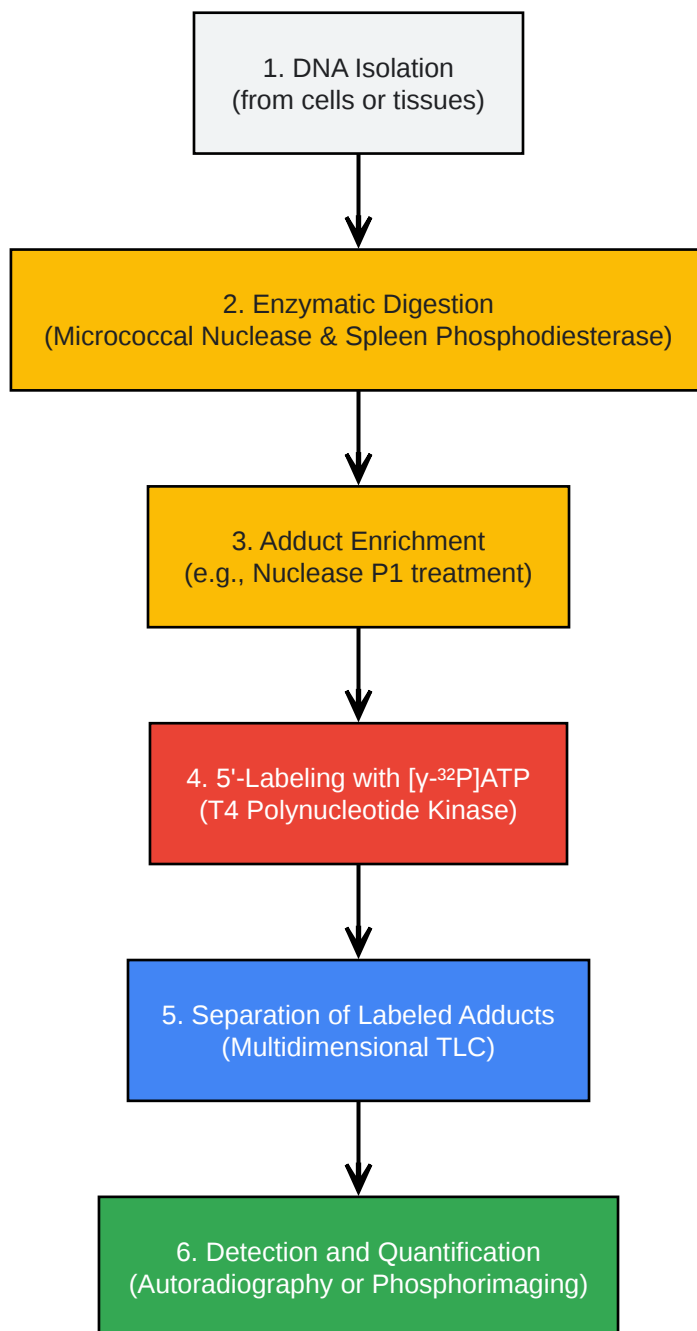 1. DNA Isolation
(from cells or tissues)
2. Enzymatic Digestion
(Micrococcal Nuclease & Spleen Phosphodiesterase)
3. Adduct Enrichment
(e.g., Nuclease P1 treatment)
4. 5'-Labeling with [γ-³²P]ATP
(T4 Polynucleotide Kinase)
5. Separation of Labeled Adducts
(Multidimensional TLC)
6. Detection and Quantification
(Autoradiography or Phosphorimaging)